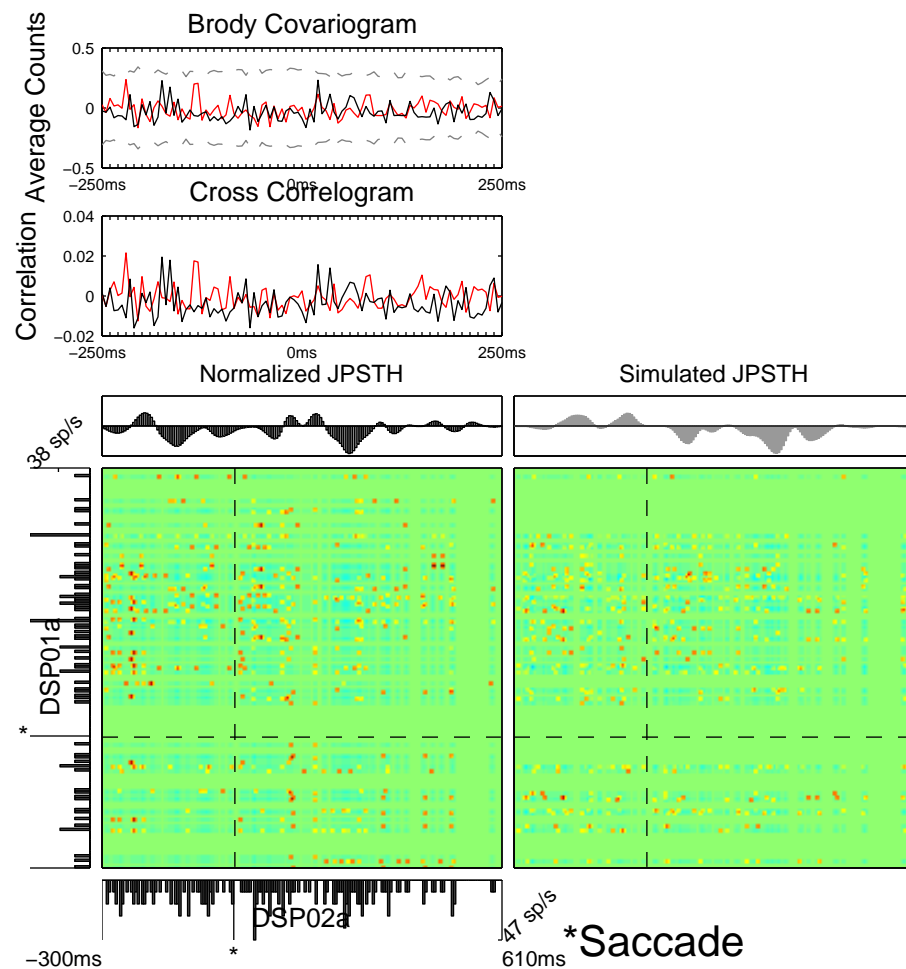 Brody Covariogram
Average Counts
0.5
0
−0.5
−250ms
0ms
250ms
Cross Correlogram
Correlation
0.04
0.02
0
−0.02
−250ms
0ms
250ms
Normalized JPSTH
Simulated JPSTH
38 sp/s
DSP01a
*
DSP02a
47 sp/s
*
−300ms
610ms
*Saccade